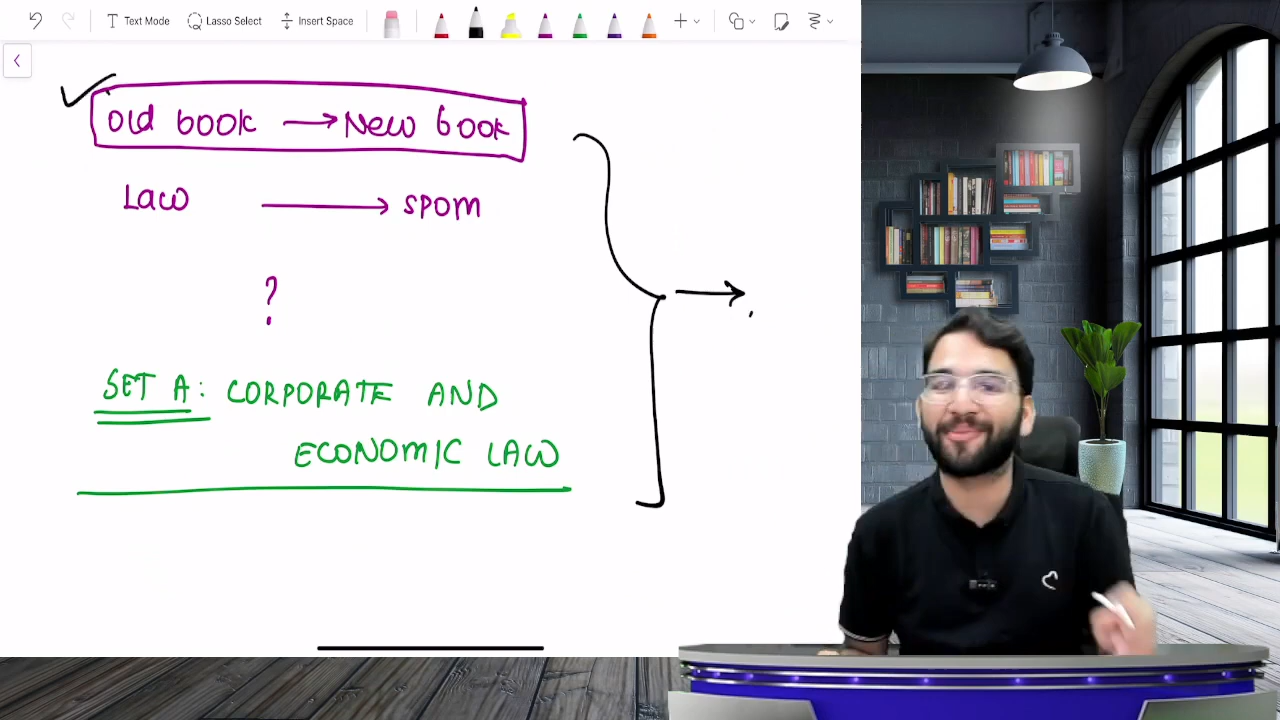 Text Mode Lasso Select Insert Space
Old book → New book
Law → SPOM
?
SET A: CORPORATE AND
ECONOMIC LAW